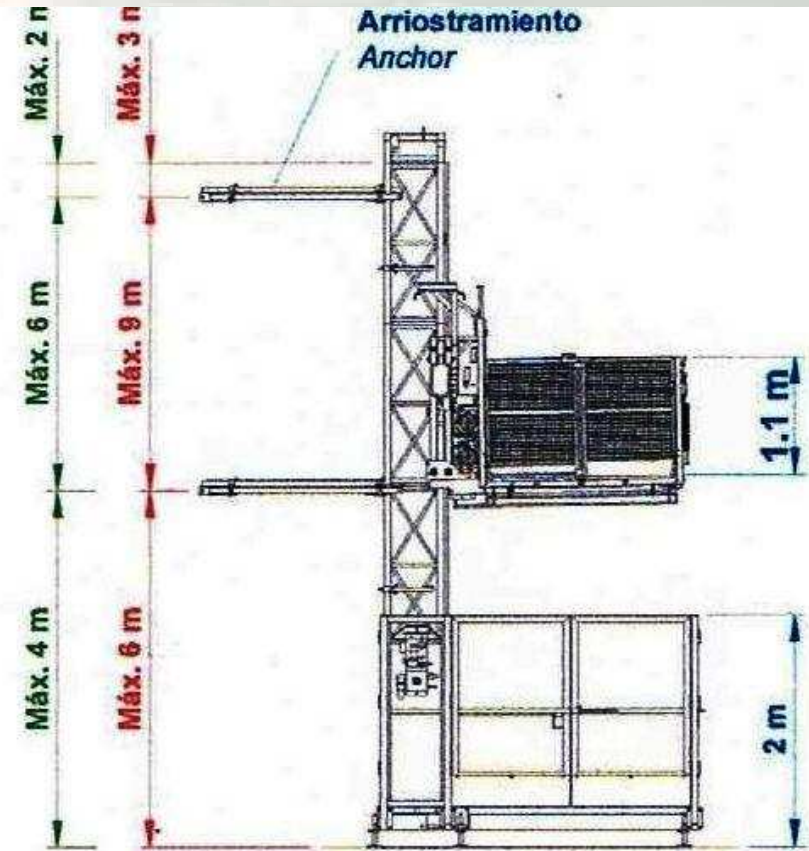 Arriostramiento
Anchor
Máx. 2 m
Máx. 3 m
Máx. 6 m
Máx. 9 m
1.1 m
Máx. 4 m
Máx. 6 m
2 m